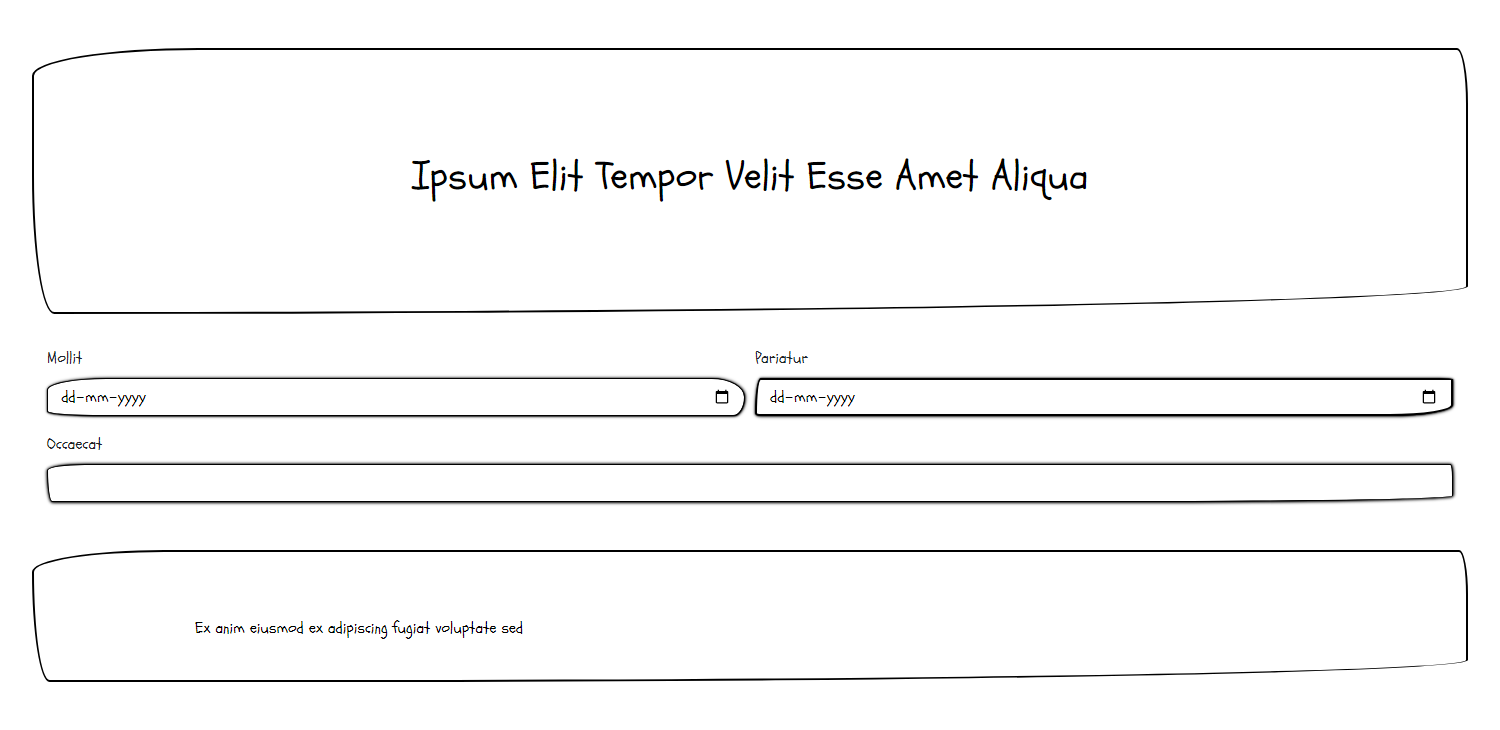 Ipsum Elit Tempor Velit Esse Amet Aliqua
Mollit
Pariatur
dd-mm-yyyy
dd-mm-yyyy
Occaecat
Ex anim eiusmod ex adipiscing fugiat voluptate sed